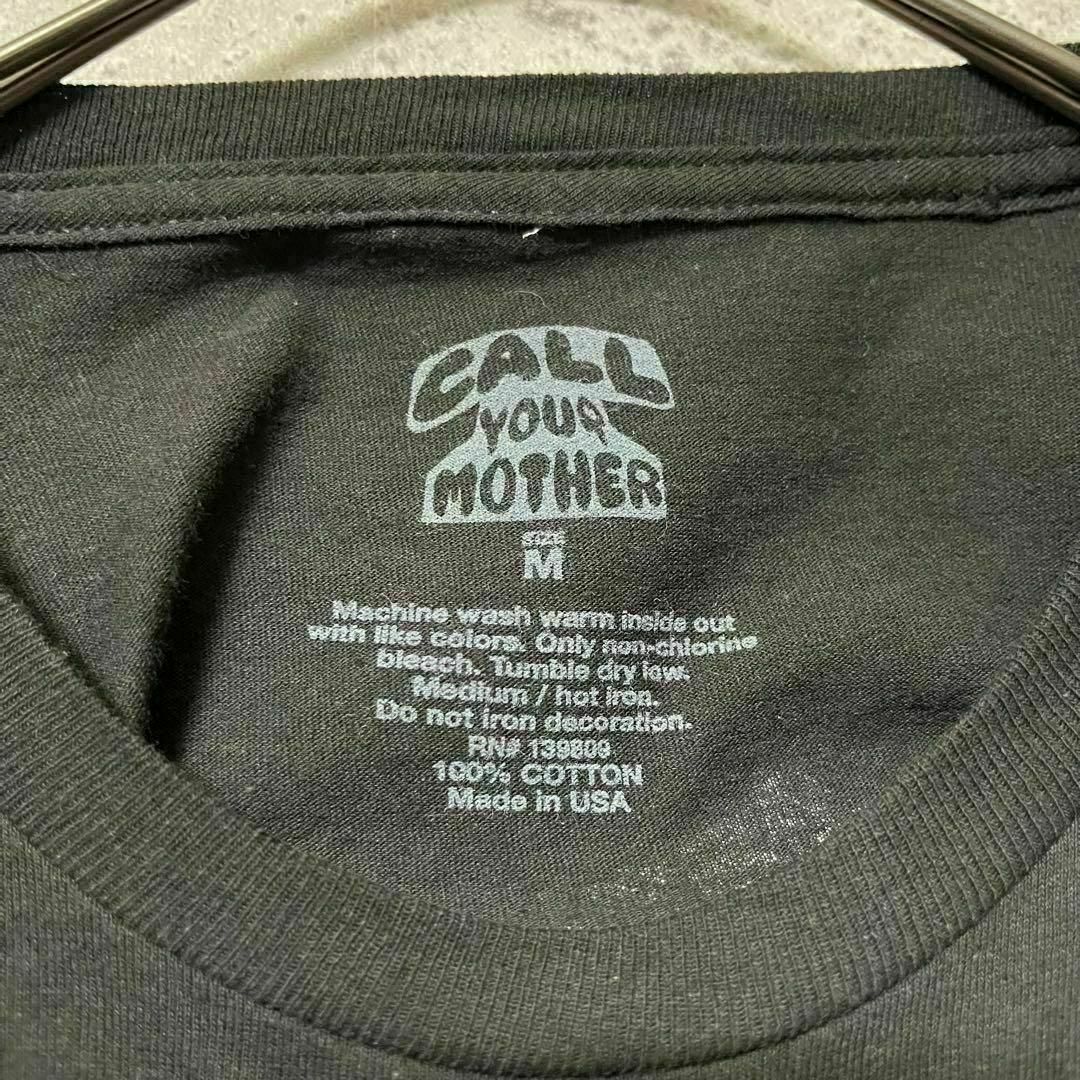 CALL
YOUR
MOTHER
SIZE
M
Machine wash warm inside out
with like colors. Only non-chlorine
bleach. Tumble dry low.
Medium / hot iron.
Do not iron decoration.
RN# 139809
100% COTTON
Made in USA